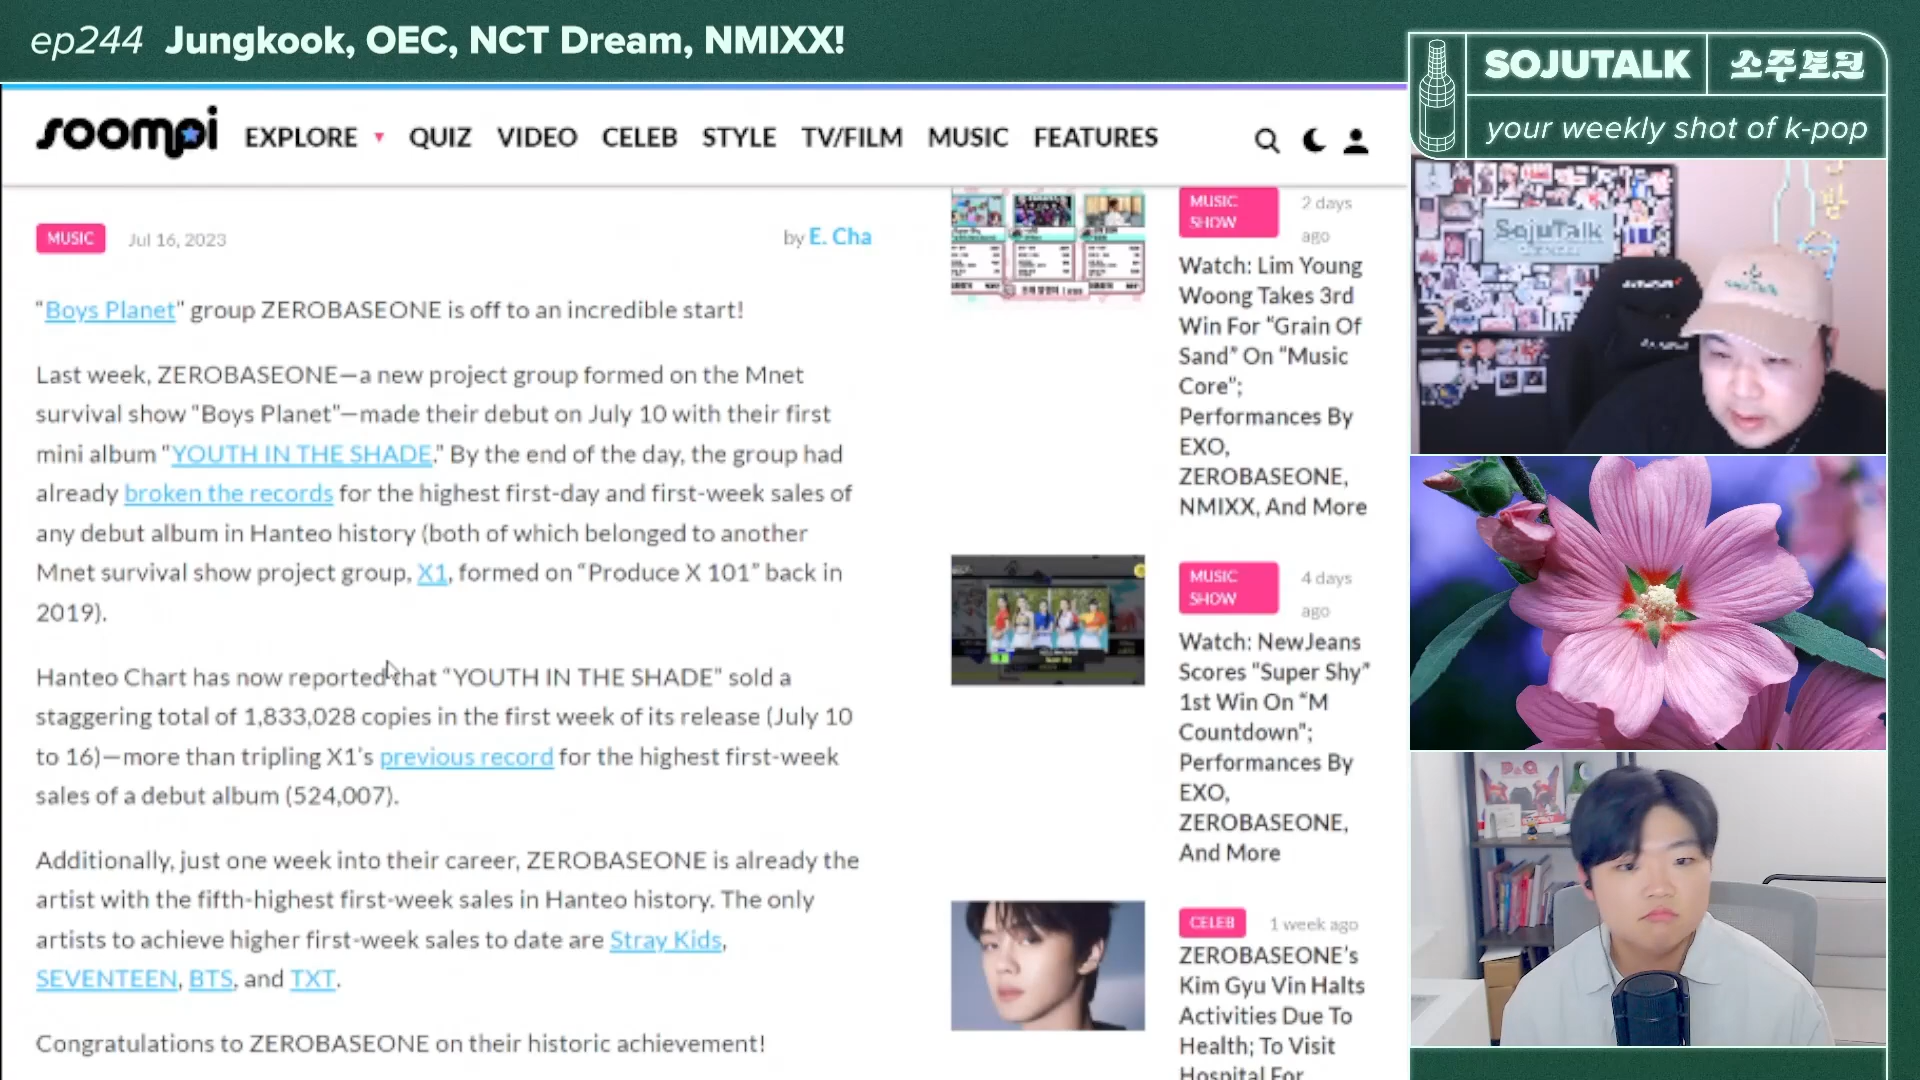 ep244 Jungkook, OEC, NCT Dream, NMIXX!
SOJUTALK 소주토크
your weekly shot of k-pop
soompi EXPLORE QUIZ VIDEO CELEB STYLE TV/FILM MUSIC FEATURES
MUSIC Jul 16, 2023 by E. Cha
“Boys Planet” group ZEROBASEONE is off to an incredible start!
Last week, ZEROBASEONE—a new project group formed on the Mnet
survival show “Boys Planet”—made their debut on July 10 with their first
mini album “YOUTH IN THE SHADE.” By the end of the day, the group had
already broken the records for the highest first-day and first-week sales of
any debut album in Hanteo history (both of which belonged to another
Mnet survival show project group, X1, formed on “Produce X 101” back in
2019).
Hanteo Chart has now reported that “YOUTH IN THE SHADE” sold a
staggering total of 1,833,028 copies in the first week of its release (July 10
to 16)—more than tripling X1’s previous record for the highest first-week
sales of a debut album (524,007).
Additionally, just one week into their career, ZEROBASEONE is already the
artist with the fifth-highest first-week sales in Hanteo history. The only
artists to achieve higher first-week sales to date are Stray Kids,
SEVENTEEN, BTS, and TXT.
Congratulations to ZEROBASEONE on their historic achievement!
MUSIC
SHOW
2 days
ago
Watch: Lim Young
Woong Takes 3rd
Win For “Grain Of
Sand” On “Music
Core”;
Performances By
EXO,
ZEROBASEONE,
NMIXX, And More
MUSIC
SHOW
4 days
ago
Watch: NewJeans
Scores “Super Shy”
1st Win On “M
Countdown”;
Performances By
EXO,
ZEROBASEONE,
And More
CELEB 1 week ago
ZEROBASEONE’s
Kim Gyu Vin Halts
Activities Due To
Health; To Visit
Hospital For
SojuTalk